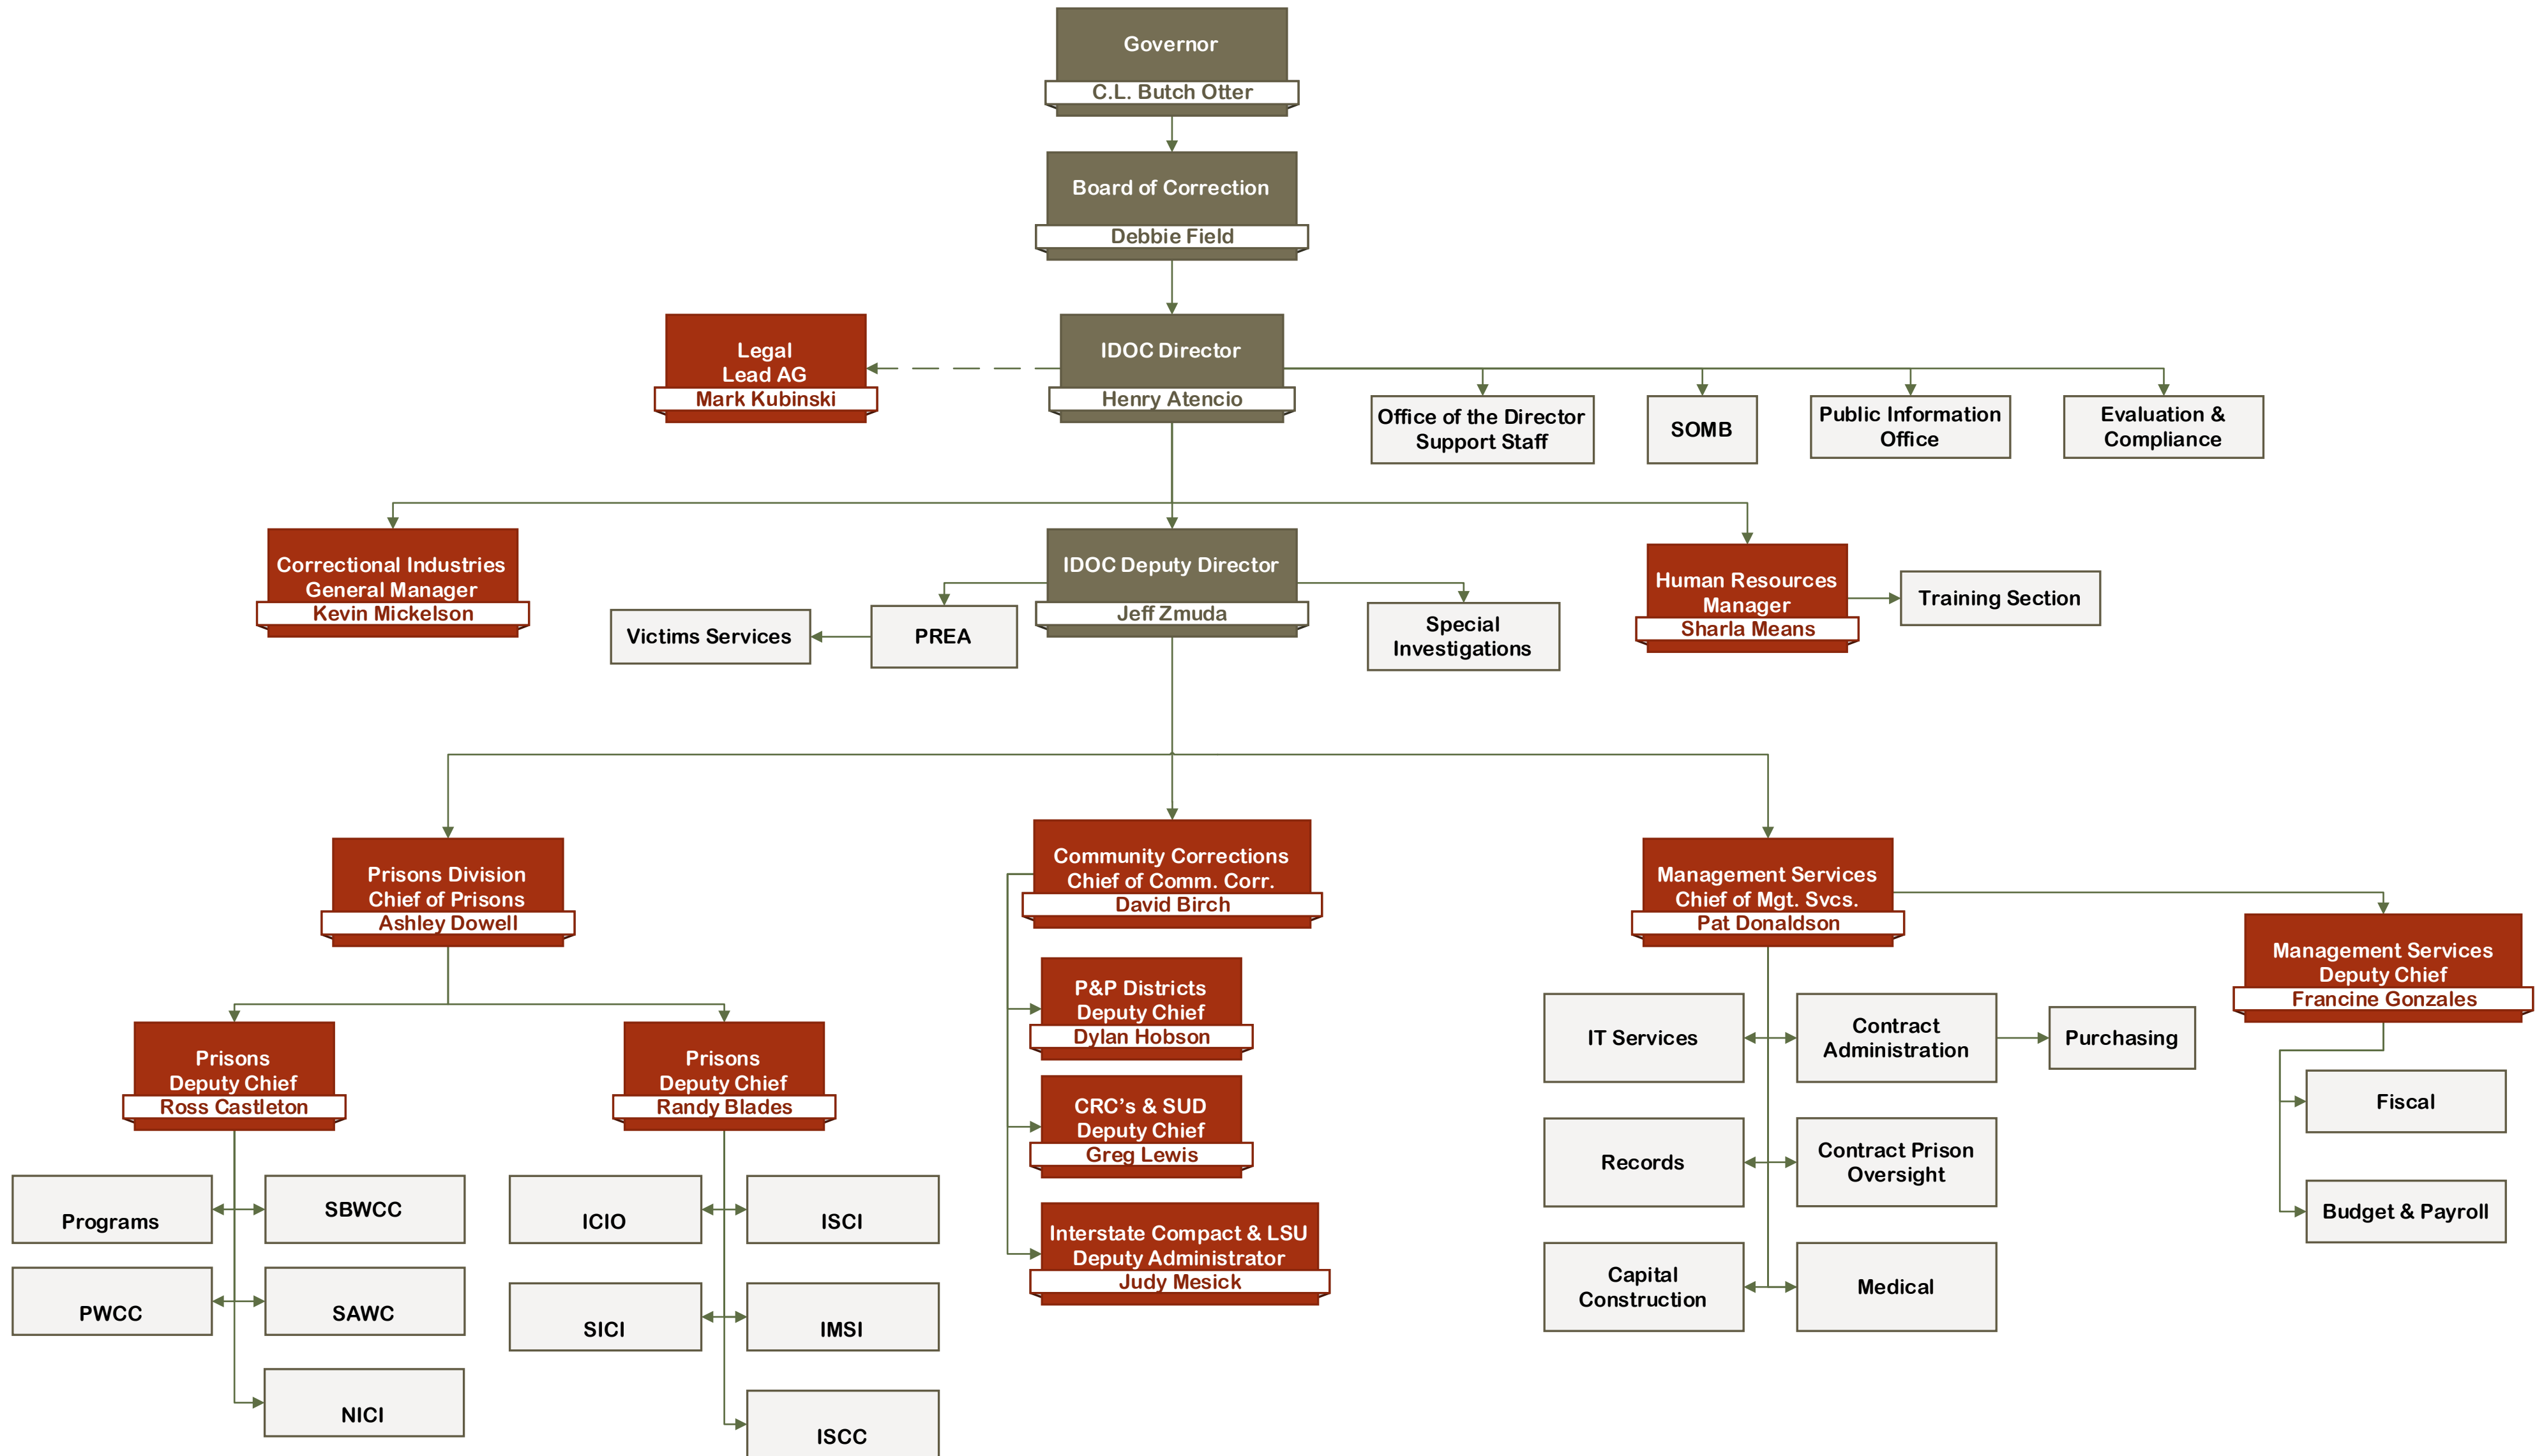 Governor
C.L. Butch Otter
Board of Correction
Debbie Field
Legal
Lead AG
Mark Kubinski
IDOC Director
Henry Atencio
Office of the Director
Support Staff
SOMB
Public Information
Office
Evaluation &
Compliance
Correctional Industries
General Manager
Kevin Mickelson
Victims Services
PREA
IDOC Deputy Director
Jeff Zmuda
Special
Investigations
Human Resources
Manager
Sharla Means
Training Section
Prisons Division
Chief of Prisons
Ashley Dowell
Community Corrections
Chief of Comm. Corr.
David Birch
Management Services
Chief of Mgt. Svcs.
Pat Donaldson
Management Services
Deputy Chief
Francine Gonzales
Prisons
Deputy Chief
Ross Castleton
Prisons
Deputy Chief
Randy Blades
P&P Districts
Deputy Chief
Dylan Hobson
CRC’s & SUD
Deputy Chief
Greg Lewis
Interstate Compact & LSU
Deputy Administrator
Judy Mesick
IT Services
Contract
Administration
Purchasing
Records
Contract Prison
Oversight
Capital
Construction
Medical
Fiscal
Budget & Payroll
Programs
SBWCC
PWCC
SAWC
NICI
ICIO
ISCI
SICI
IMSI
ISCC